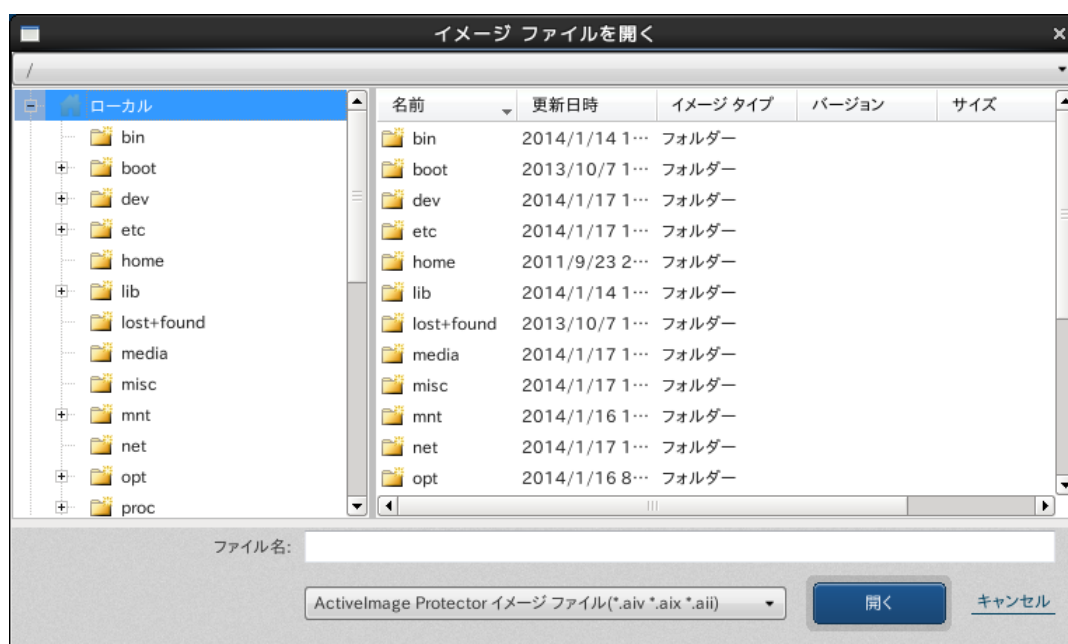 イメージ ファイルを開く
/
ローカル
bin
boot
dev
etc
home
lib
lost+found
media
misc
mnt
net
opt
proc
名前 更新日時 イメージ タイプ バージョン サイズ
bin 2014/1/14 1… フォルダー
boot 2013/10/7 1… フォルダー
dev 2014/1/17 1… フォルダー
etc 2014/1/17 1… フォルダー
home 2011/9/23 2… フォルダー
lib 2014/1/14 1… フォルダー
lost+found 2013/10/7 1… フォルダー
media 2014/1/17 1… フォルダー
misc 2014/1/17 1… フォルダー
mnt 2014/1/16 1… フォルダー
net 2014/1/17 1… フォルダー
opt 2014/1/16 8… フォルダー
ファイル名:
ActiveImage Protector イメージ ファイル(*.aiv *.aix *.aii)
開く
キャンセル